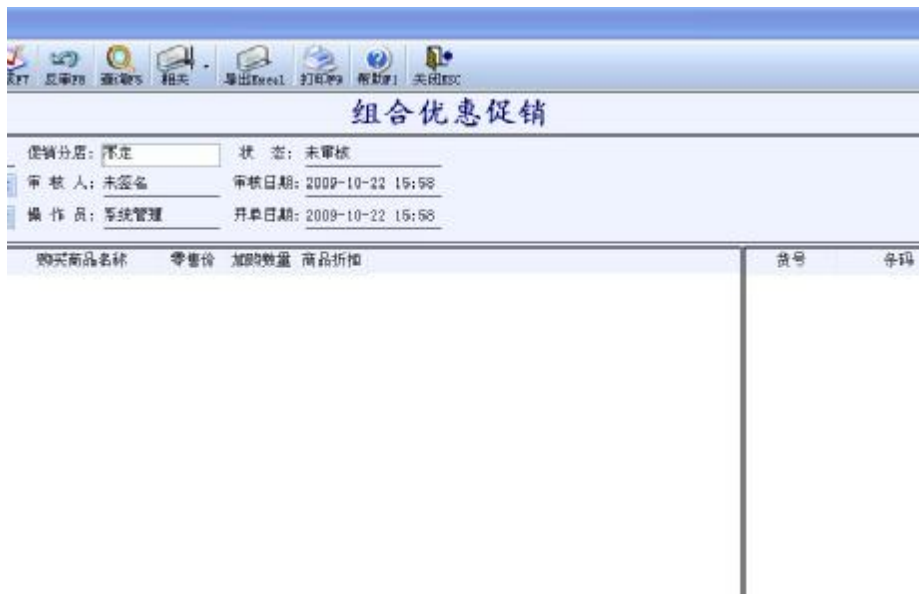 反审F8 查询F5 相关 导出Excel 打印F9 帮助F1 关闭ESC
组合优惠促销
促销分店: 不定 状 态: 未审核
审 核 人: 未签名 审核日期: 2009-10-22 15:58
操 作 员: 系统管理 开单日期: 2009-10-22 15:58
购买商品名称 零售价 加购数量 商品折扣 货号 条码